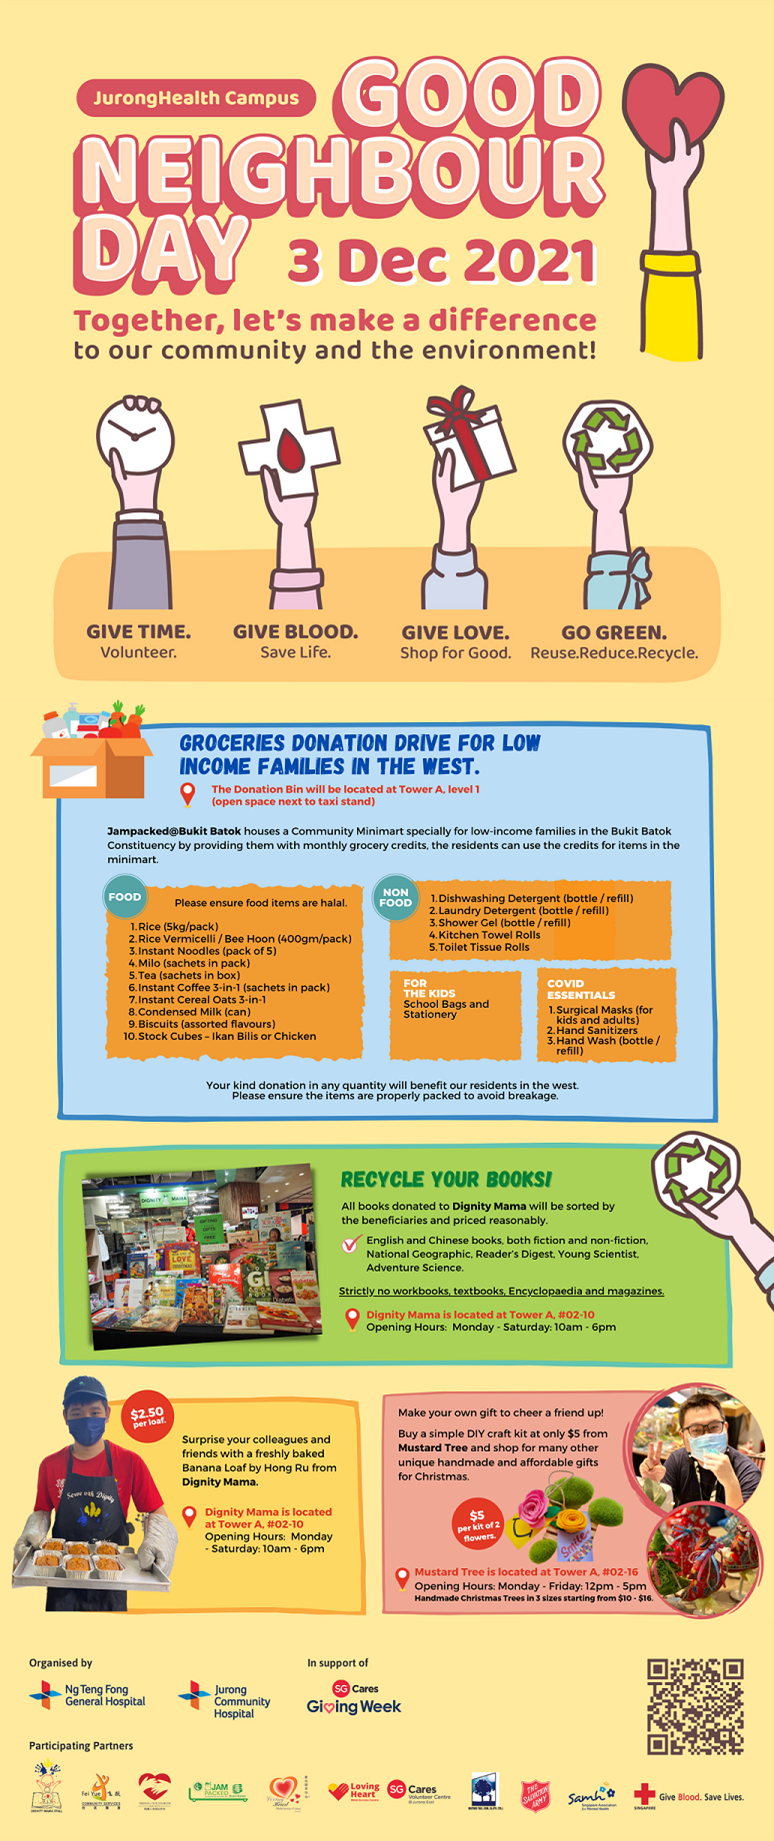 JurongHealth Campus
GOOD
NEIGHBOUR
DAY
3 Dec 2021
Together, let's make a difference
to our community and the environment!
GIVE TIME.
Volunteer.
GIVE BLOOD.
Save Life.
GIVE LOVE.
Shop for Good.
GO GREEN.
Reuse.Reduce.Recycle.
GROCERIES DONATION DRIVE FOR LOW
INCOME FAMILIES IN THE WEST.
The Donation Bin will be located at Tower A, level 1
(open space next to taxi stand)
Jampacked@Bukit Batok houses a Community Minimart specially for low-income families in the Bukit Batok
Constituency by providing them with monthly grocery credits, the residents can use the credits for items in the
minimart.
FOOD
Please ensure food items are halal.
1. Rice (5kg/pack)
2. Rice Vermicelli / Bee Hoon (400gm/pack)
3. Instant Noodles (pack of 5)
4. Milo (sachets in pack)
5. Tea (sachets in box)
6. Instant Coffee 3-in-1 (sachets in pack)
7. Instant Cereal Oats 3-in-1
8. Condensed Milk (can)
9. Biscuits (assorted flavours)
10. Stock Cubes – Ikan Bilis or Chicken
NON
FOOD
1. Dishwashing Detergent (bottle / refill)
2. Laundry Detergent (bottle / refill)
3. Shower Gel (bottle / refill)
4. Kitchen Towel Rolls
5. Toilet Tissue Rolls
FOR
THE KIDS
School Bags and
Stationery
COVID
ESSENTIALS
1. Surgical Masks (for
kids and adults)
2. Hand Sanitizers
3. Hand Wash (bottle /
refill)
Your kind donation in any quantity will benefit our residents in the west.
Please ensure the items are properly packed to avoid breakage.
DIGNITY MAMA
RECYCLE YOUR BOOKS!
All books donated to Dignity Mama will be sorted by
the beneficiaries and priced reasonably.
English and Chinese books, both fiction and non-fiction,
National Geographic, Reader's Digest, Young Scientist,
Adventure Science.
Strictly no workbooks, textbooks, Encyclopaedia and magazines.
Dignity Mama is located at Tower A, #02-10
Opening Hours: Monday - Saturday: 10am - 6pm
$2.50
per loaf.
Surprise your colleagues and
friends with a freshly baked
Banana Loaf by Hong Ru from
Dignity Mama.
Dignity Mama is located
at Tower A, #02-10
Opening Hours: Monday
- Saturday: 10am - 6pm
Make your own gift to cheer a friend up!
Buy a simple DIY craft kit at only $5 from
Mustard Tree and shop for many other
unique handmade and affordable gifts
for Christmas.
$5
per kit of 2
flowers.
Smile
Mustard Tree is located at Tower A, #02-16
Opening Hours: Monday - Friday: 12pm - 5pm
Handmade Christmas Trees in 3 sizes starting from $10 - $16.
Organised by
Ng Teng Fong
General Hospital
Jurong
Community
Hospital
In support of
SG Cares
Giving Week
Participating Partners
Fei Yue
COMMUNITY SERVICES
JAM
PACKED
Loving
Heart
SG Cares
Volunteer Centre
THE
SALVATION
ARMY
Samh
Singapore Association
for Mental Health
SINGAPORE
Give Blood. Save Lives.